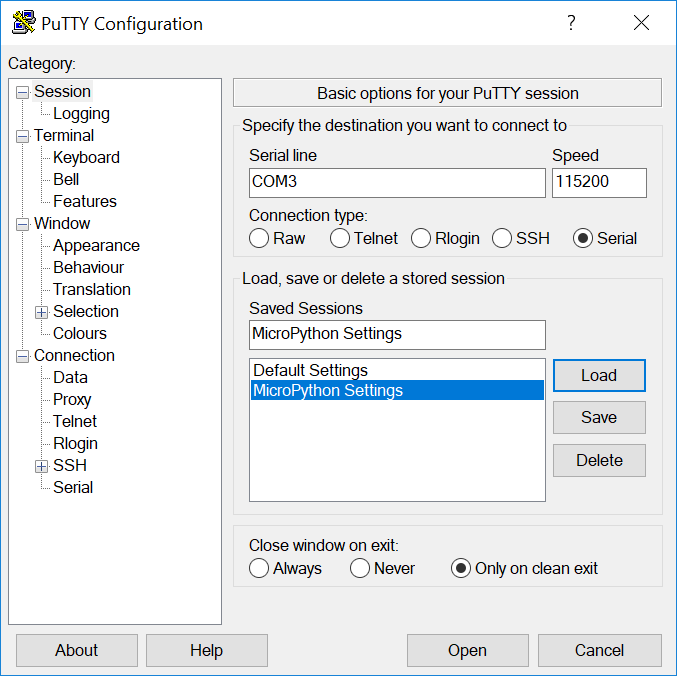 PuTTY Configuration
?
Category:
Session
Logging
Terminal
Keyboard
Bell
Features
Window
Appearance
Behaviour
Translation
Selection
Colours
Connection
Data
Proxy
Telnet
Rlogin
SSH
Serial
Basic options for your PuTTY session
Specify the destination you want to connect to
Serial line Speed
COM3 115200
Connection type:
Raw Telnet Rlogin SSH Serial
Load, save or delete a stored session
Saved Sessions
MicroPython Settings
Default Settings
MicroPython Settings
Load
Save
Delete
Close window on exit:
Always Never Only on clean exit
About Help Open Cancel